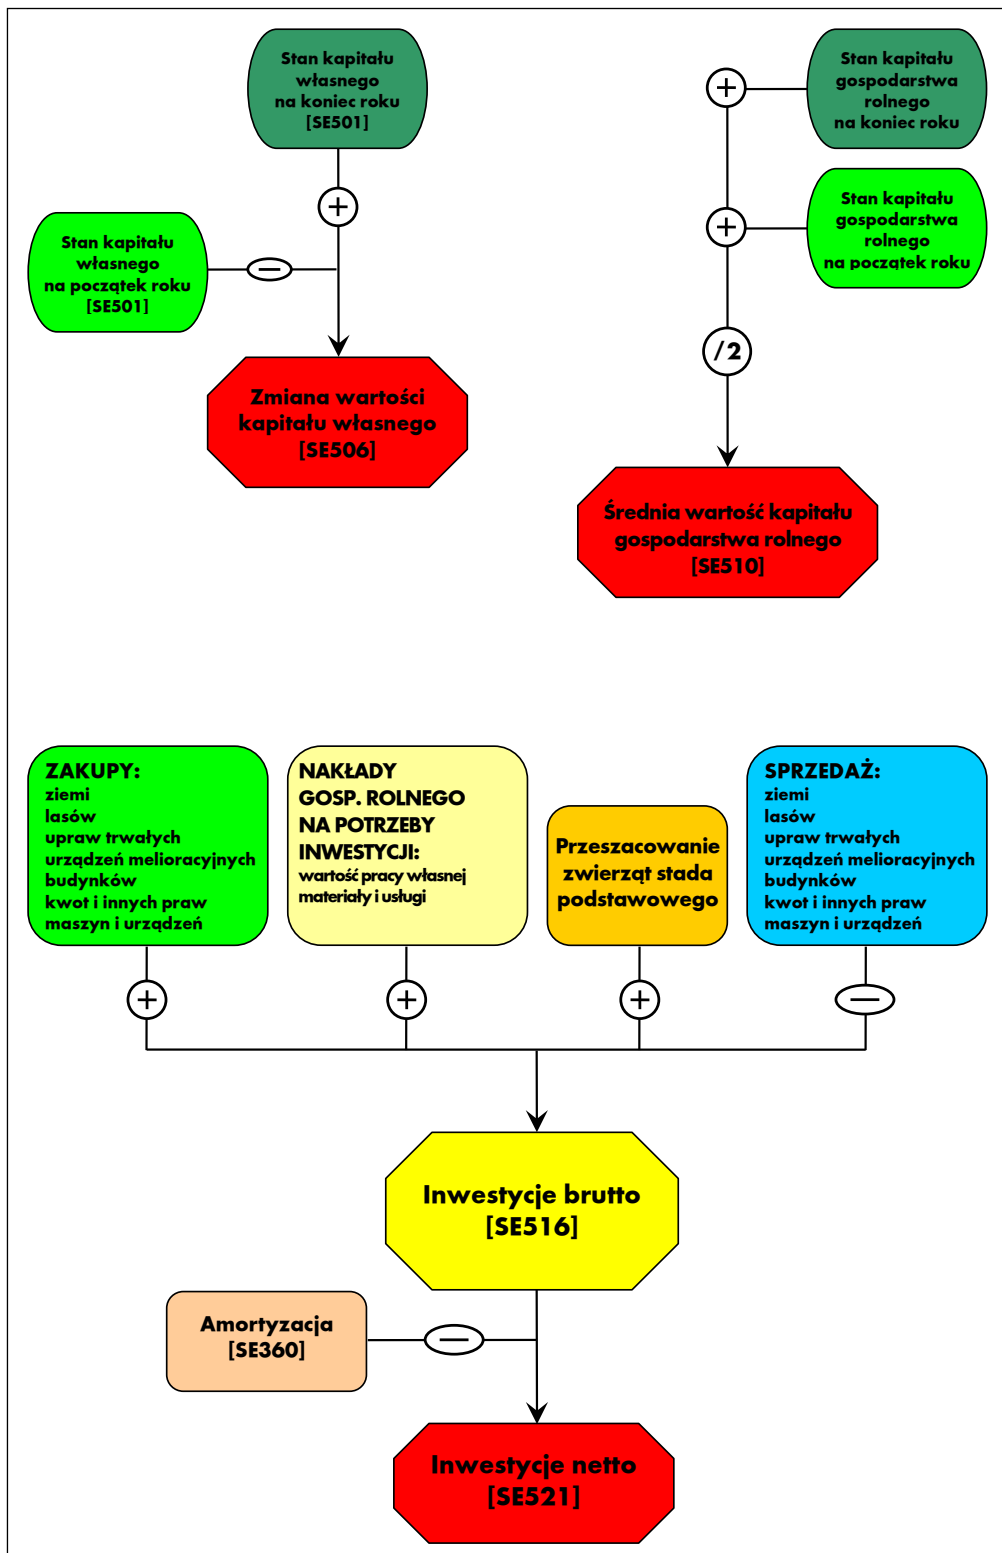 Stan kapitału
własnego
na koniec roku
[SE501]
+
Stan kapitału
własnego
na początek roku
[SE501]
—
Zmiana wartości
kapitału własnego
[SE506]
Stan kapitału
gospodarstwa
rolnego
na koniec roku
+
Stan kapitału
gospodarstwa
rolnego
na początek roku
+
/2
Średnia wartość kapitału
gospodarstwa rolnego
[SE510]
ZAKUPY:
ziemi
lasów
upraw trwałych
urządzeń melioracyjnych
budynków
kwot i innych praw
maszyn i urządzeń
+
NAKŁADY
GOSP. ROLNEGO
NA POTRZEBY
INWESTYCJI:
wartość pracy własnej
materiały i usługi
+
Przeszacowanie
zwierząt stada
podstawowego
+
SPRZEDAŻ:
ziemi
lasów
upraw trwałych
urządzeń melioracyjnych
budynków
kwot i innych praw
maszyn i urządzeń
—
Inwestycje brutto
[SE516]
Amortyzacja
[SE360]
—
Inwestycje netto
[SE521]